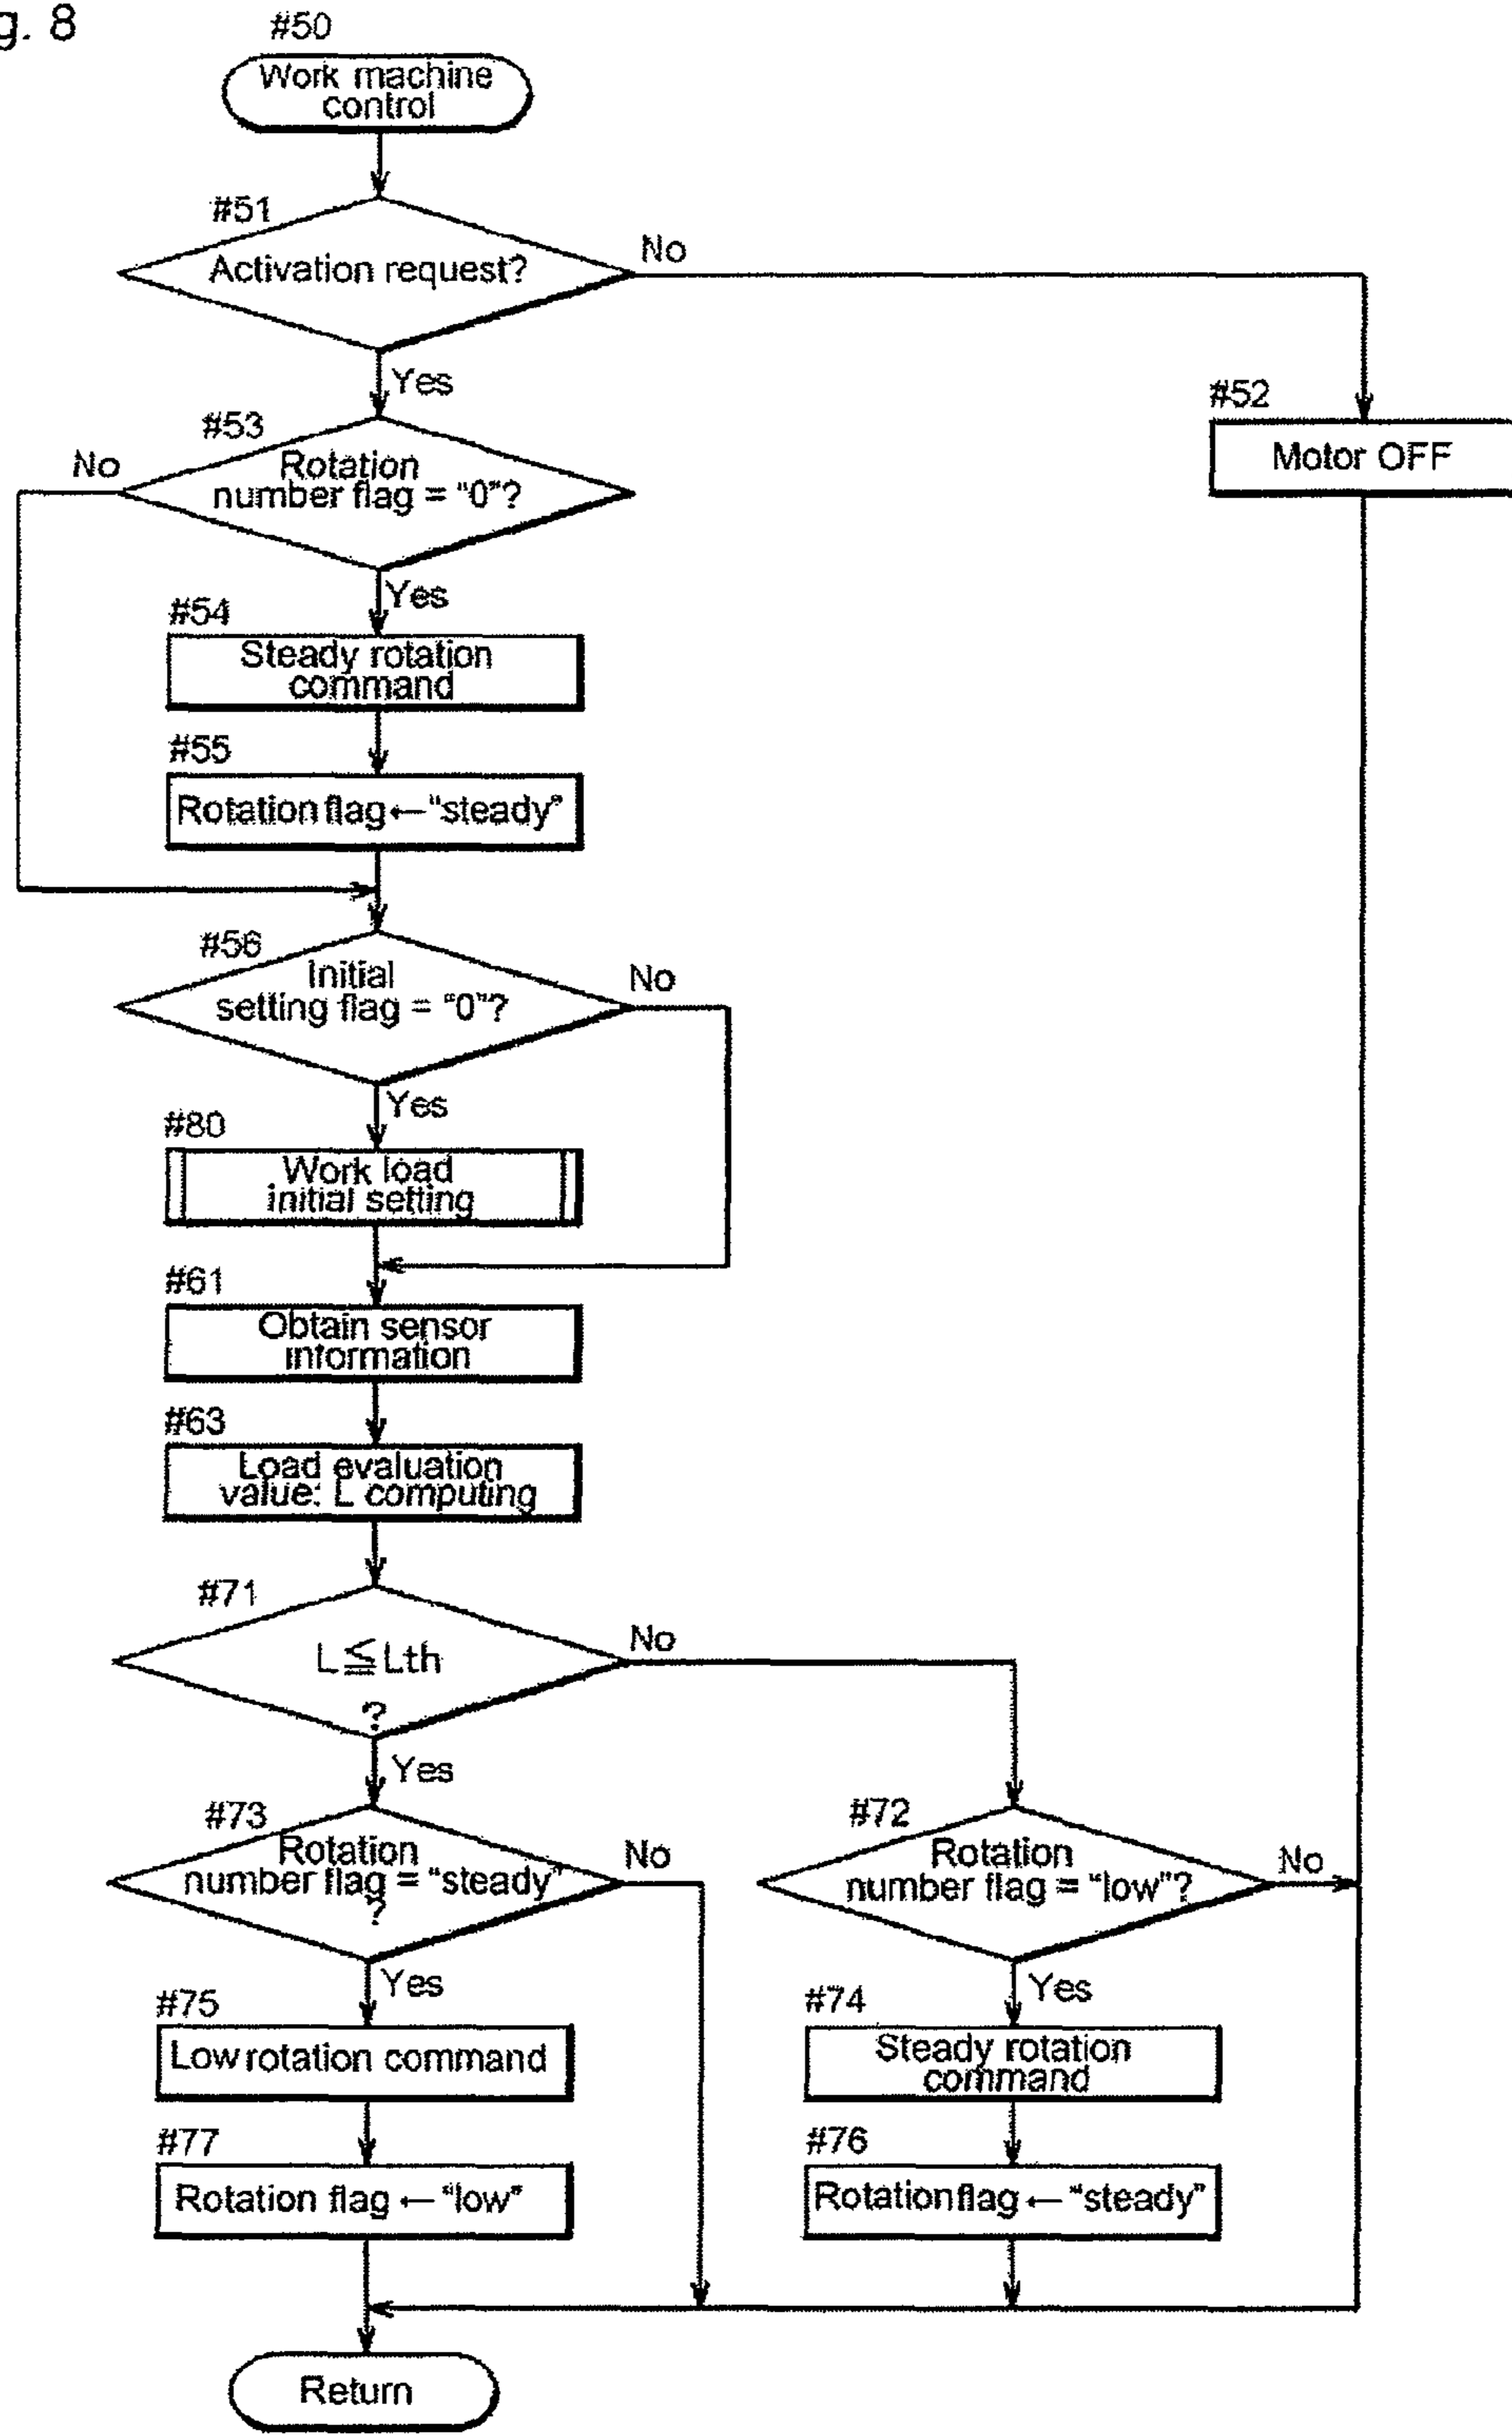 g. 8
#50
Work machine
control
#51
Activation request?
No
Yes
#52
Motor OFF
#53
No
Rotation
number flag = "0"?
Yes
#54
Steady rotation
command
#55
Rotation flag ← "steady"
#56
Initial
setting flag = "0"?
No
Yes
#80
Work load
initial setting
#61
Obtain sensor
information
#63
Load evaluation
value: L computing
#71
L≦Lth
?
No
Yes
#73
Rotation
number flag = "steady"
?
No
Yes
#72
Rotation
number flag = "low"?
No
Yes
#75
Low rotation command
#74
Steady rotation
command
#77
Rotation flag ← "low"
#76
Rotation flag ← "steady"
Return